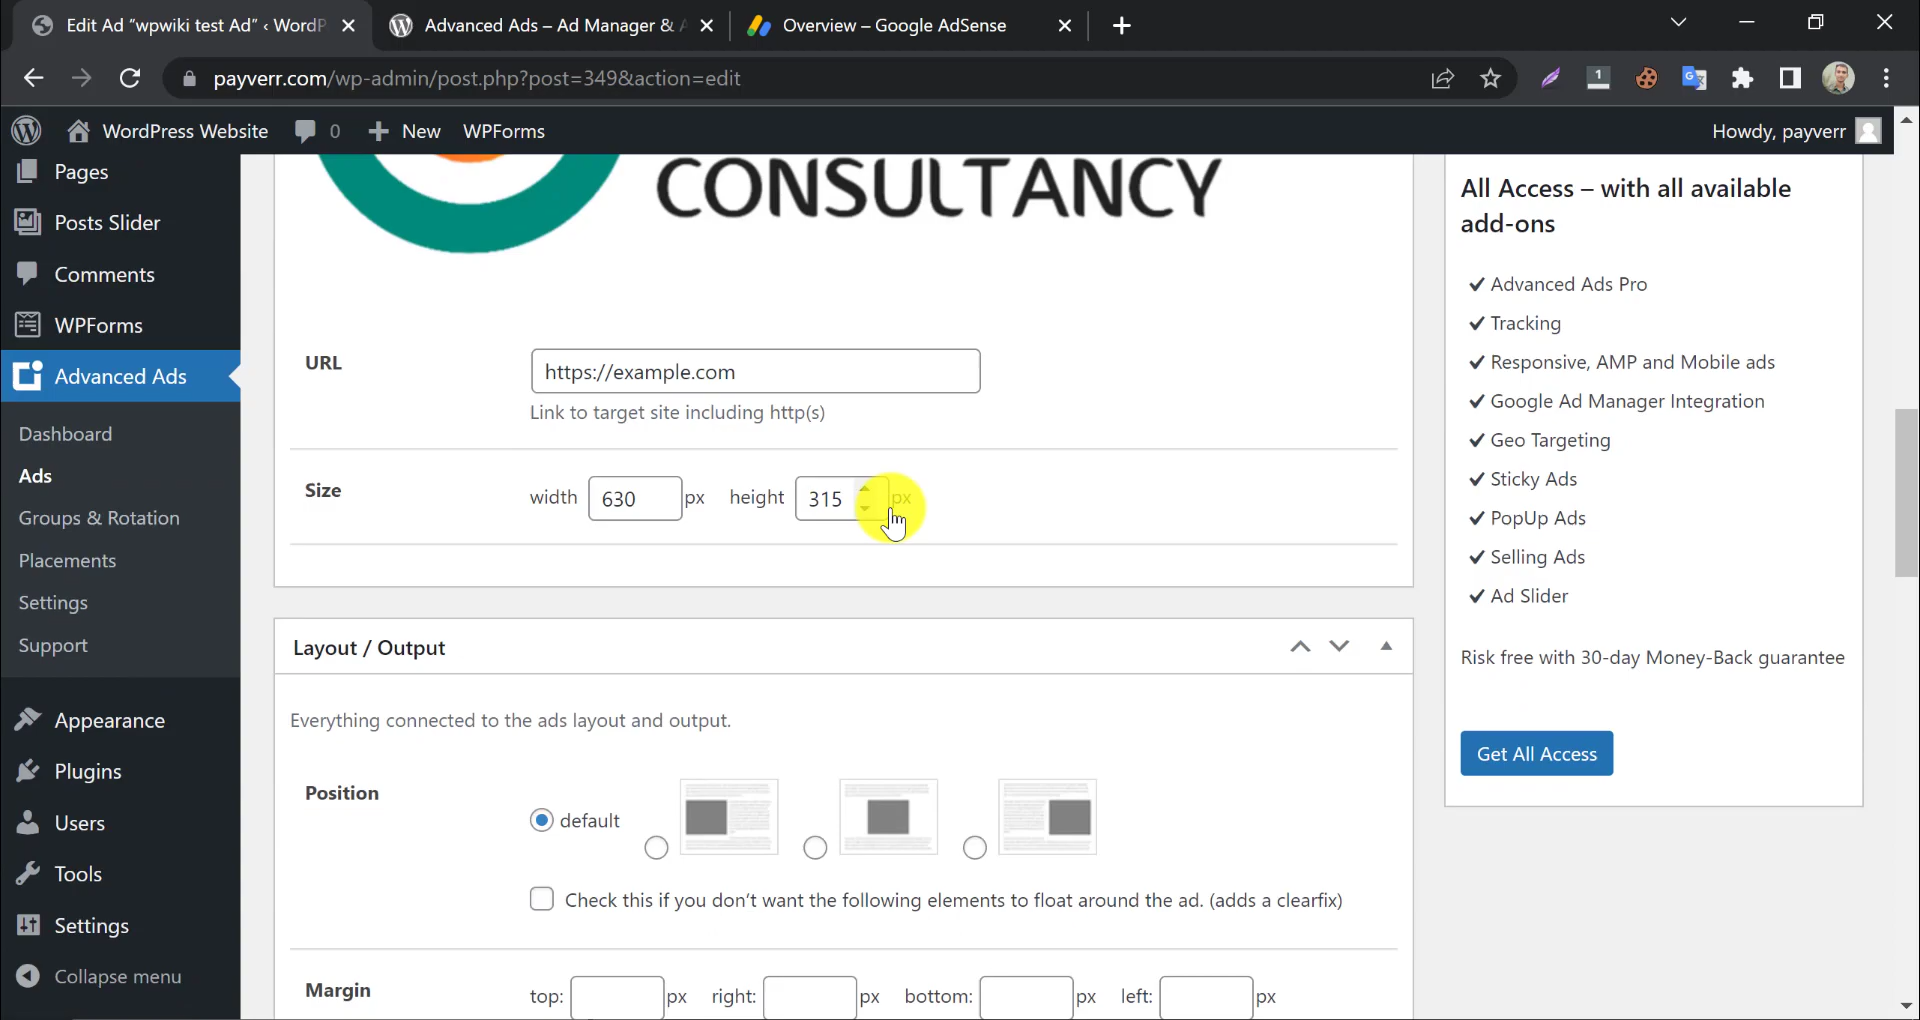 Edit Ad “wpwiki test Ad” ‹ WordP
Advanced Ads – Ad Manager & A
Overview – Google AdSense
payverr.com/wp-admin/post.php?post=349&action=edit
1
WordPress Website
0
New
WPForms
Howdy, payverr
Pages
Posts Slider
Comments
WPForms
Advanced Ads
Dashboard
Ads
Groups & Rotation
Placements
Settings
Support
Appearance
Plugins
Users
Tools
Settings
Collapse menu
CONSULTANCY
URL
https://example.com
Link to target site including http(s)
Size
width 630 px height 315 px
Layout / Output
Everything connected to the ads layout and output.
Position
default
Check this if you don’t want the following elements to float around the ad. (adds a clearfix)
Margin
top: px right: px bottom: px left: px
All Access – with all available
add-ons
✔ Advanced Ads Pro
✔ Tracking
✔ Responsive, AMP and Mobile ads
✔ Google Ad Manager Integration
✔ Geo Targeting
✔ Sticky Ads
✔ PopUp Ads
✔ Selling Ads
✔ Ad Slider
Risk free with 30-day Money-Back guarantee
Get All Access